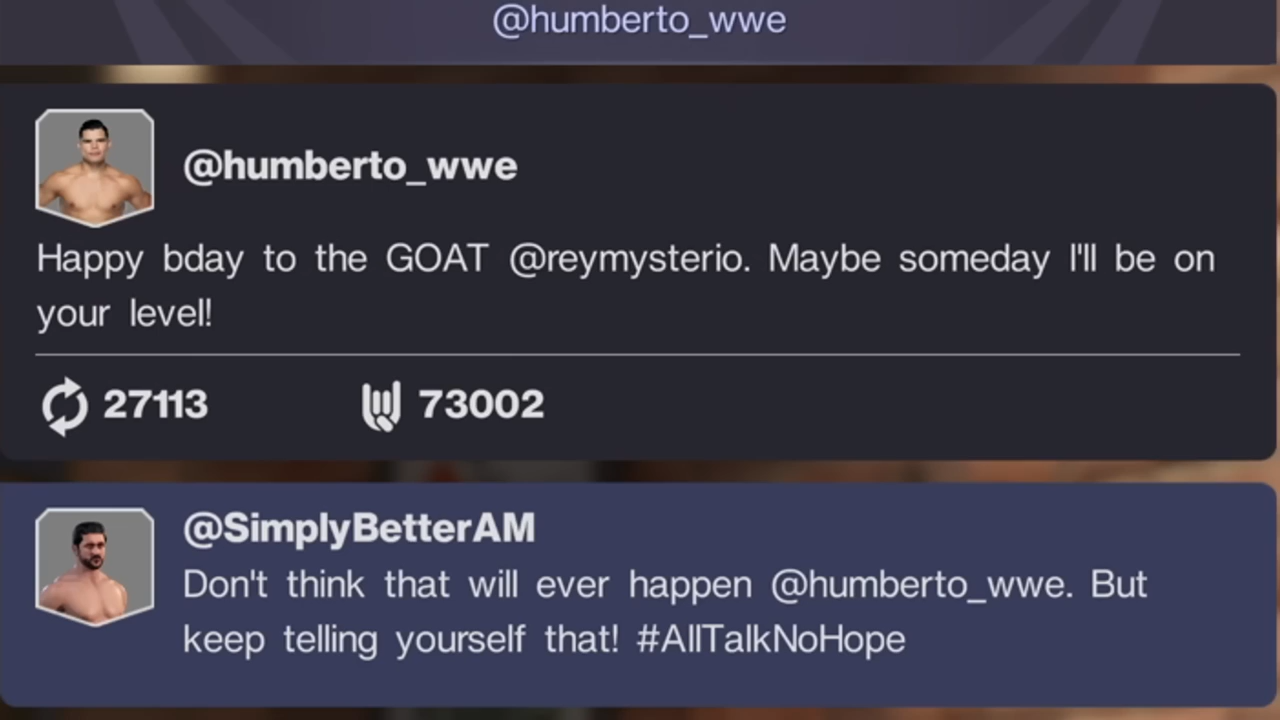 @humberto_wwe
@humberto_wwe
Happy bday to the GOAT @reymysterio. Maybe someday I'll be on
your level!
27113 73002
@SimplyBetterAM
Don't think that will ever happen @humberto_wwe. But
keep telling yourself that! #AllTalkNoHope